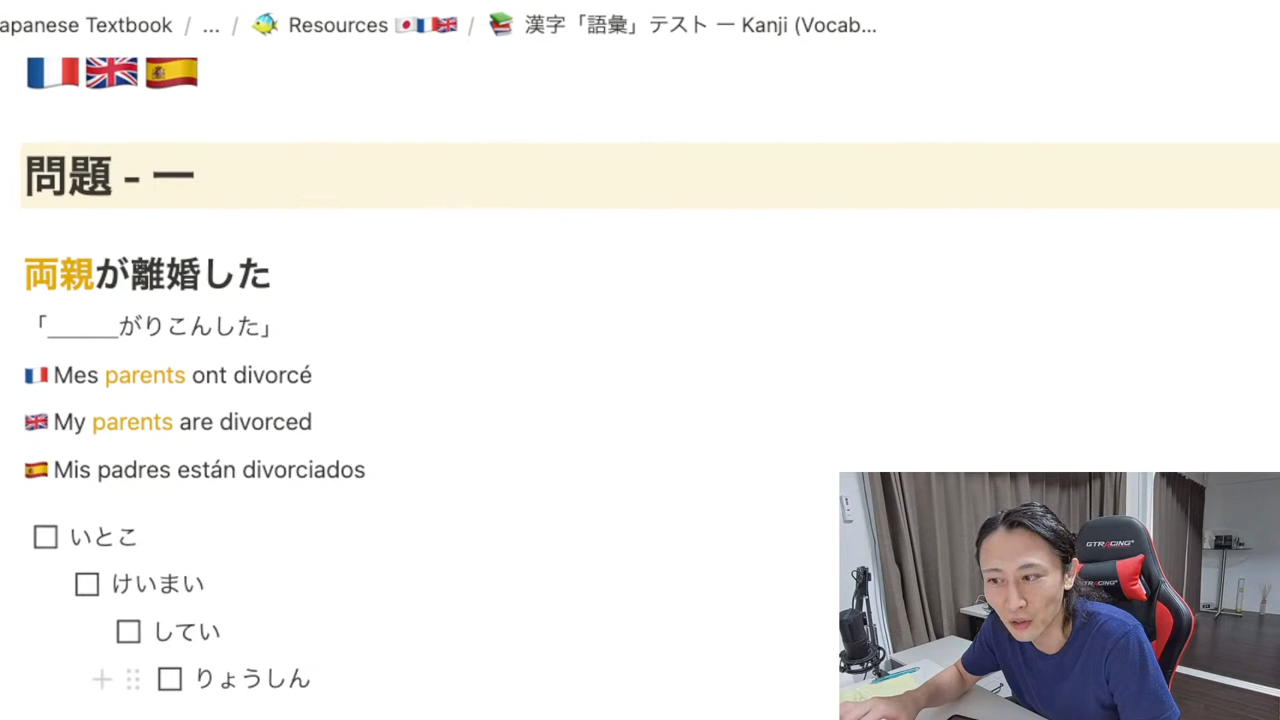 apanese Textbook / ... / Resources / 漢字「語彙」テスト ー Kanji (Vocab...
問題 - 一
両親が離婚した
「______がりこんした」
Mes parents ont divorcé
My parents are divorced
Mis padres están divorciados
いとこ
けいまい
してい
りょうしん
GTRACING
GTRACING